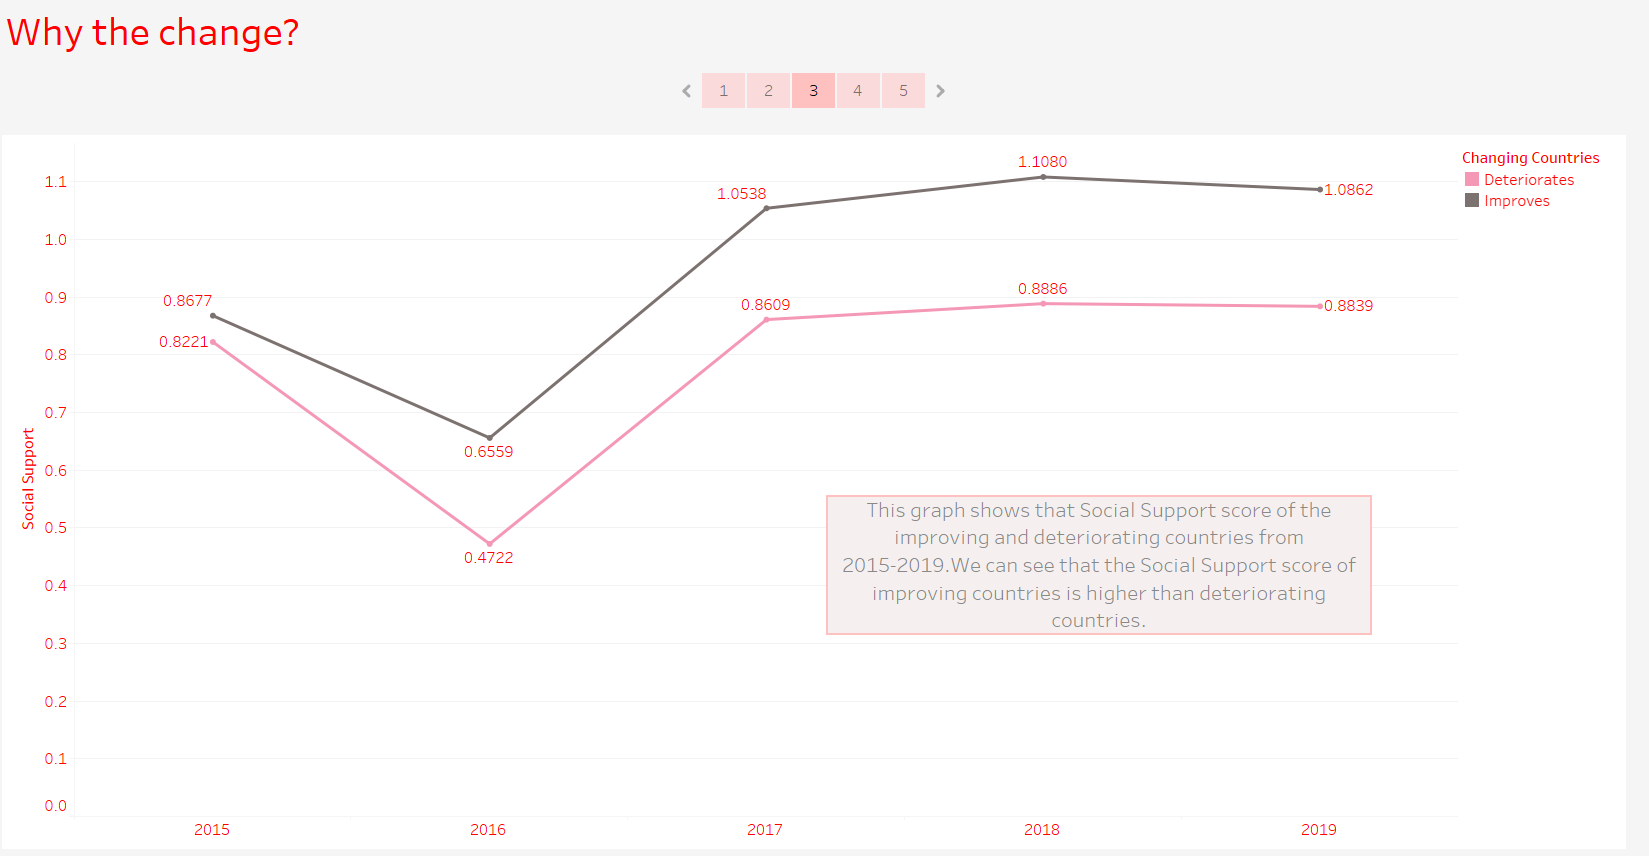 Why the change?
1 2 3 4 5
Changing Countries
Deteriorates
Improves
Social Support
1.1
1.0
0.9
0.8
0.7
0.6
0.5
0.4
0.3
0.2
0.1
0.0
0.8677
0.6559
1.0538
1.1080
1.0862
0.8221
0.4722
0.8609
0.8886
0.8839
This graph shows that Social Support score of the
improving and deteriorating countries from
2015-2019.We can see that the Social Support score of
improving countries is higher than deteriorating
countries.
2015 2016 2017 2018 2019